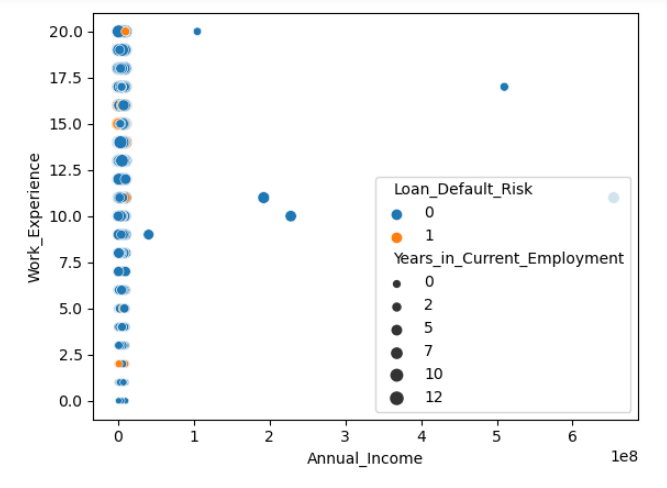 20.0
17.5
15.0
12.5
10.0
7.5
5.0
2.5
0.0
Work_Experience
Loan_Default_Risk
0
1
Years_in_Current_Employment
0
2
5
7
10
12
0 1 2 3 4 5 6
1e8
Annual_Income